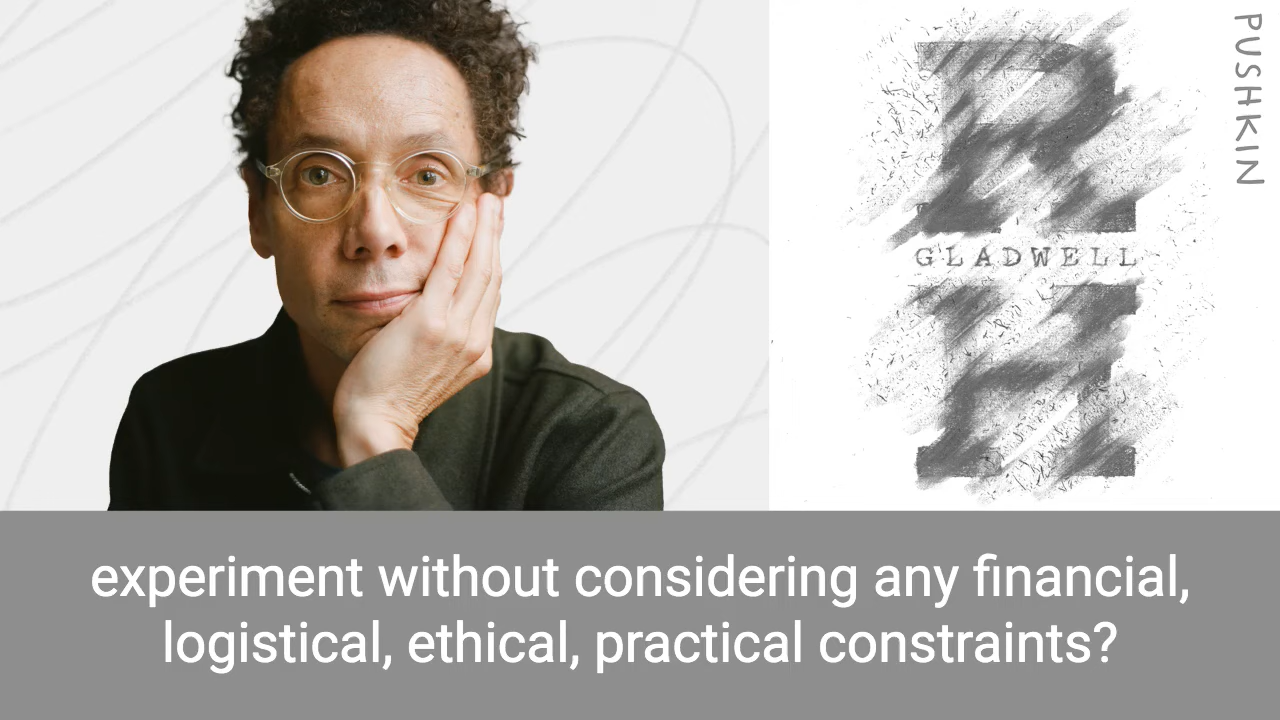 PUSHKIN
R
GLADWELL
H
experiment without considering any financial,
logistical, ethical, practical constraints?